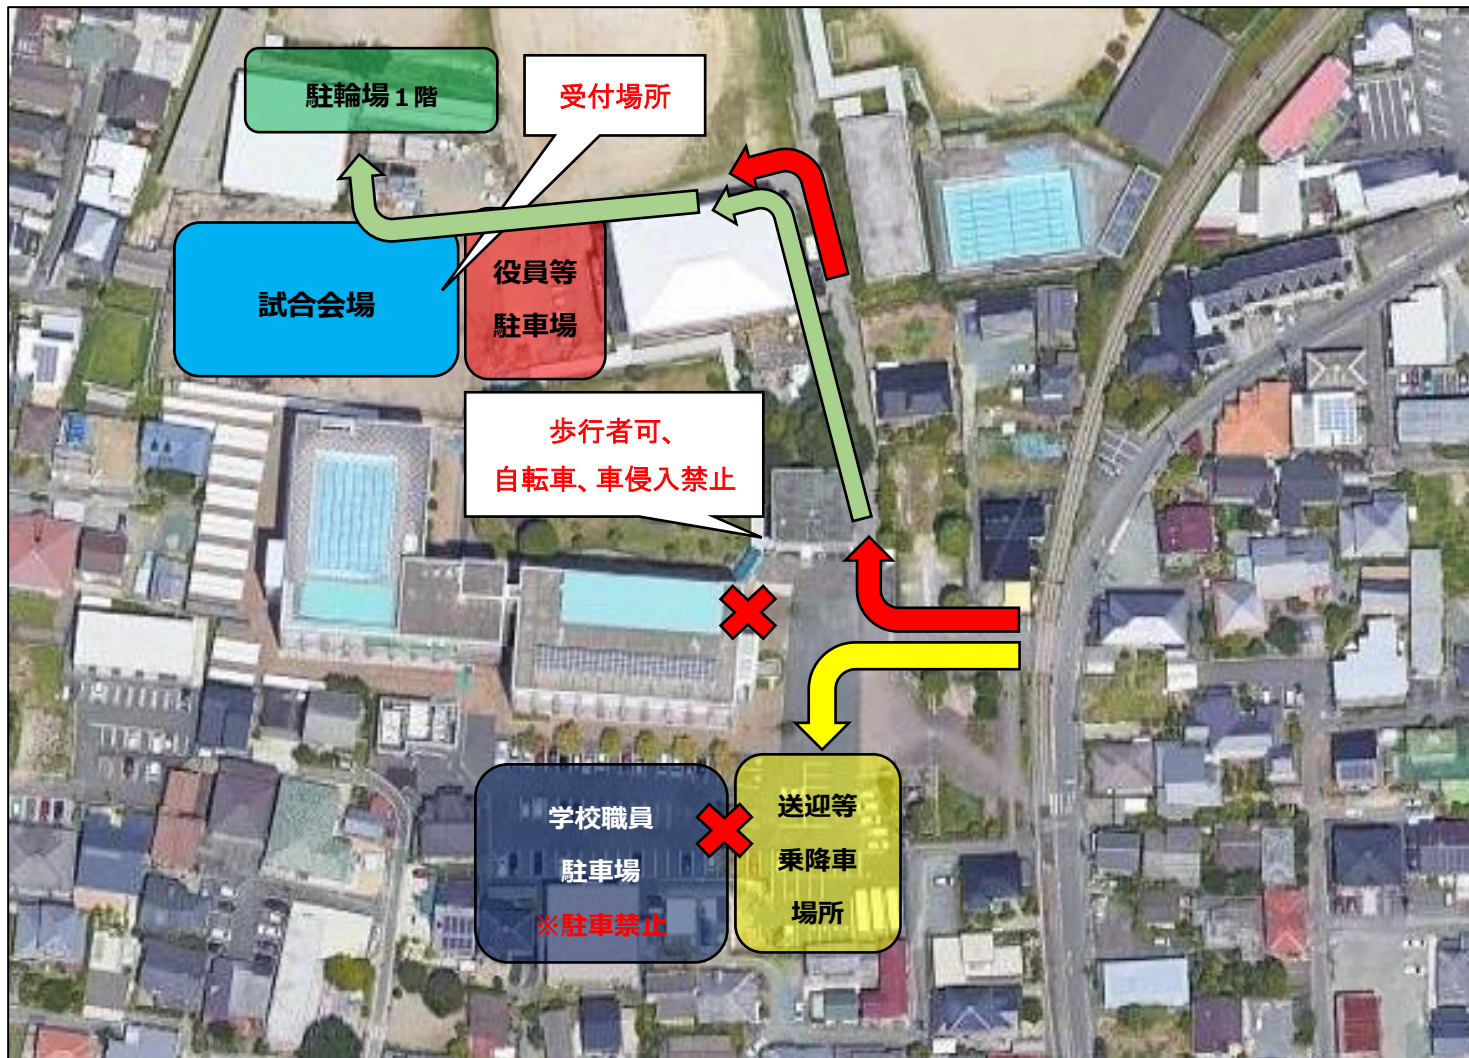 駐輪場１階
受付場所
試合会場
役員等
駐車場
歩行者可、
自転車、車侵入禁止
学校職員
駐車場
※駐車禁止
送迎等
乗降車
場所